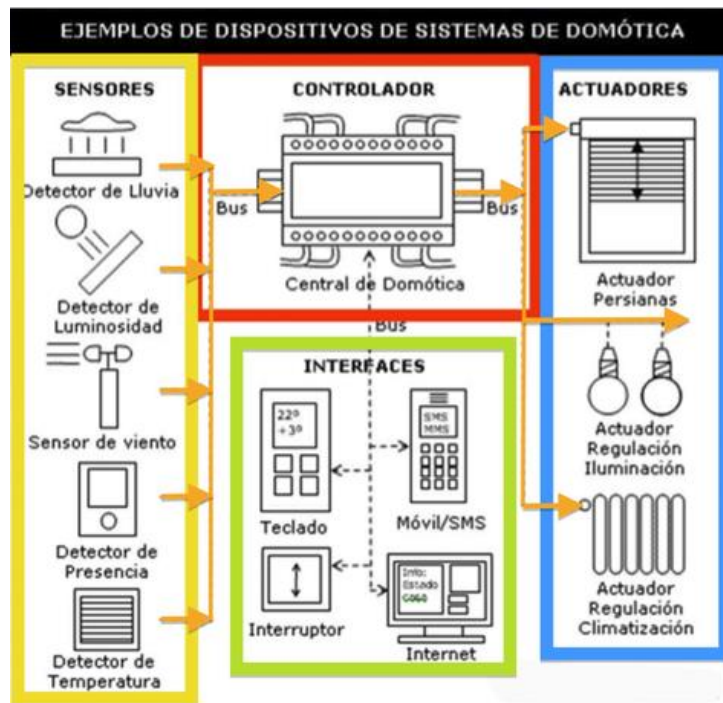 EJEMPLOS DE DISPOSITIVOS DE SISTEMAS DE DOMÓTICA
SENSORES
Detector de Lluvia
Detector de
Luminosidad
Sensor de viento
Detector de
Presencia
Detector de
Temperatura
CONTROLADOR
Bus
Bus
Central de Domótica
Bus
INTERFACES
22º
+3º
Teclado
SMS
MMS
Móvil/SMS
Interruptor
Info:
Estado
Internet
ACTUADORES
Actuador
Persianas
Actuador
Regulación
Iluminación
Actuador
Regulación
Climatización